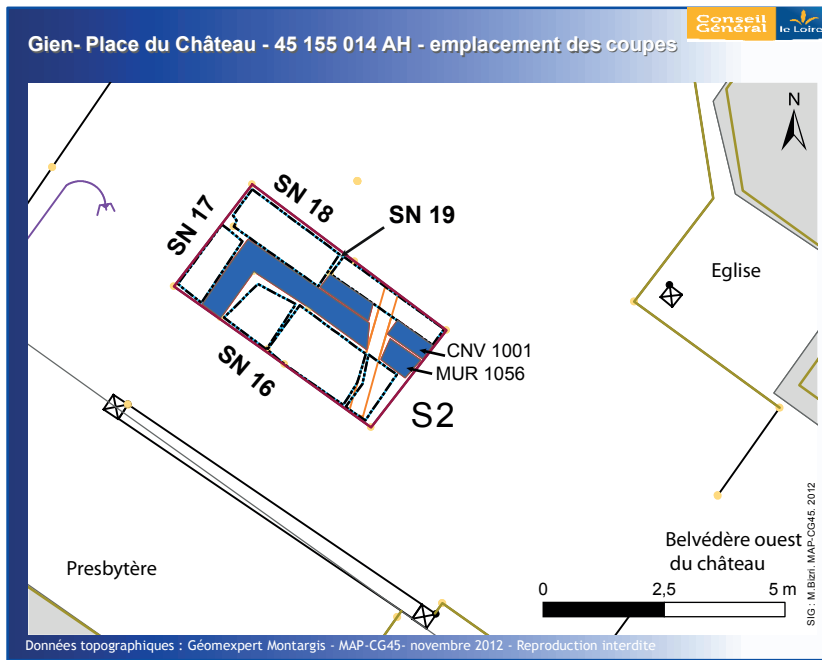 Gien- Place du Château - 45 155 014 AH - emplacement des coupes
Conseil
Général
le Loiret
N
SN 18
SN 19
SN 17
Eglise
CNV 1001
MUR 1056
SN 16
S2
Belvédère ouest
du château
Presbytère
0 2,5 5 m
SIG : M.Bizri. MAP-CG45. 2012
Données topographiques : Géomexpert Montargis - MAP-CG45- novembre 2012 - Reproduction interdite